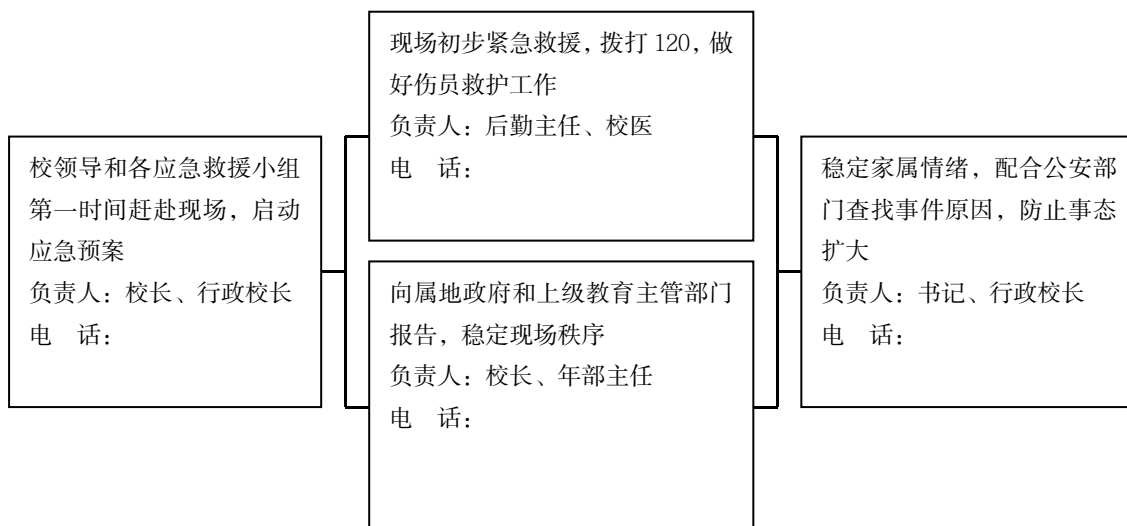 校领导和各应急救援小组
第一时间赶赴现场，启动
应急预案
负责人：校长、行政校长
电　话：
现场初步紧急救援，拨打 120，做
好伤员救护工作
负责人：后勤主任、校医
电　话：
向属地政府和上级教育主管部门
报告，稳定现场秩序
负责人：校长、年部主任
电　话：
稳定家属情绪，配合公安部
门查找事件原因，防止事态
扩大
负责人：书记、行政校长
电　话：